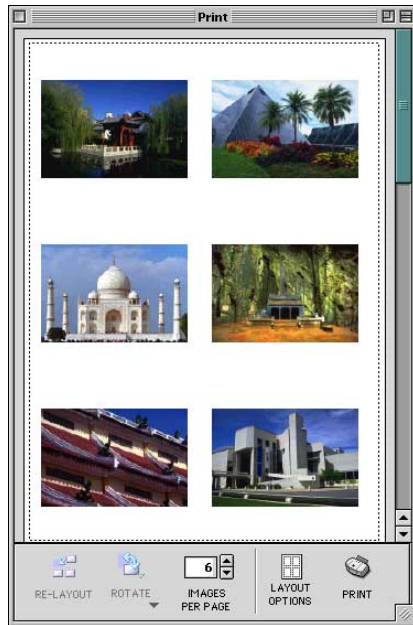 Print
RE-LAYOUT
ROTATE
6
IMAGES
PER PAGE
LAYOUT
OPTIONS
PRINT